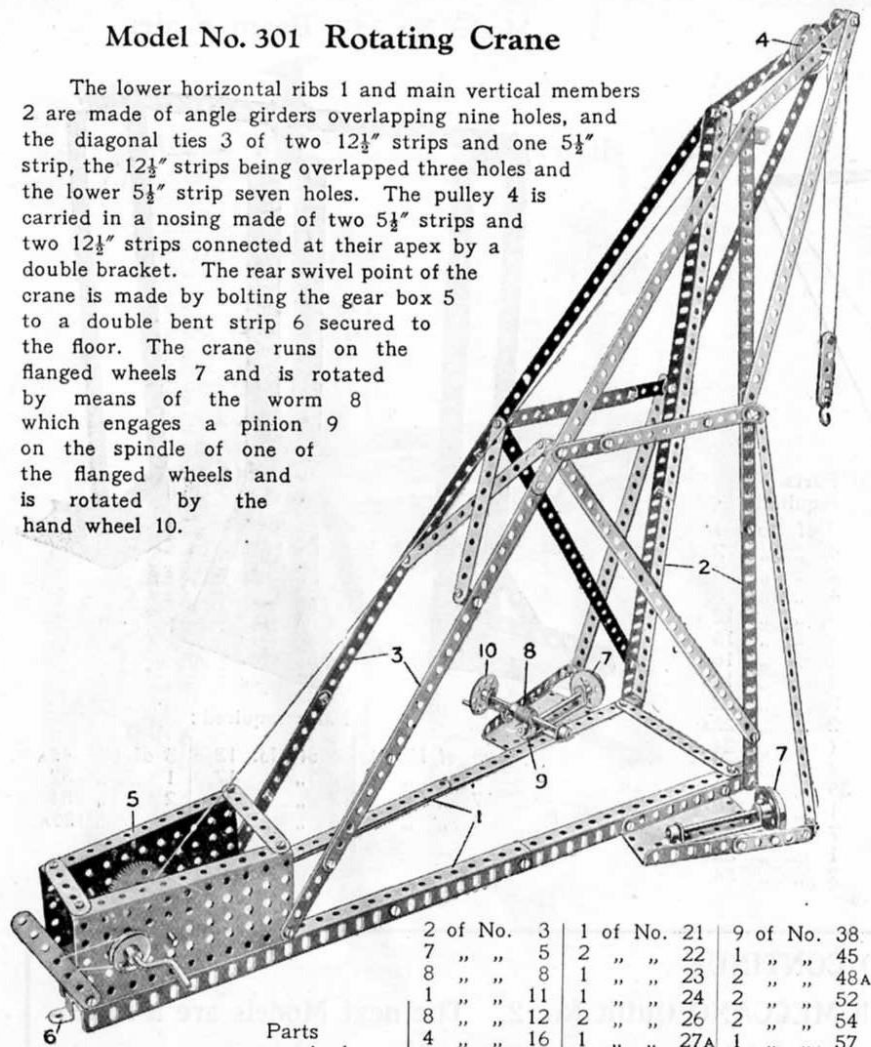 Model No. 301 Rotating Crane
The lower horizontal ribs 1 and main vertical members
2 are made of angle girders overlapping nine holes, and
the diagonal ties 3 of two 12½″ strips and one 5½″
strip, the 12½″ strips being overlapped three holes and
the lower 5½″ strip seven holes. The pulley 4 is
carried in a nosing made of two 5½″ strips and
two 12½″ strips connected at their apex by a
double bracket. The rear swivel point of the
crane is made by bolting the gear box 5
to a double bent strip 6 secured to
the floor. The crane runs on the
flanged wheels 7 and is rotated
by means of the worm 8
which engages a pinion 9
on the spindle of one of
the flanged wheels and
is rotated by the
hand wheel 10.
4
2
3
10
8
7
9
7
5
1
6
Parts
2 of No. 3 1 of No. 21 9 of No. 38
7 „ „ 5 2 „ „ 22 1 „ „ 45
8 „ „ 8 1 „ „ 23 2 „ „ 48A
1 „ „ 11 1 „ „ 24 2 „ „ 52
8 „ „ 12 2 „ „ 26 2 „ „ 54
4 „ „ 16 1 „ „ 27A 1 „ „ 57